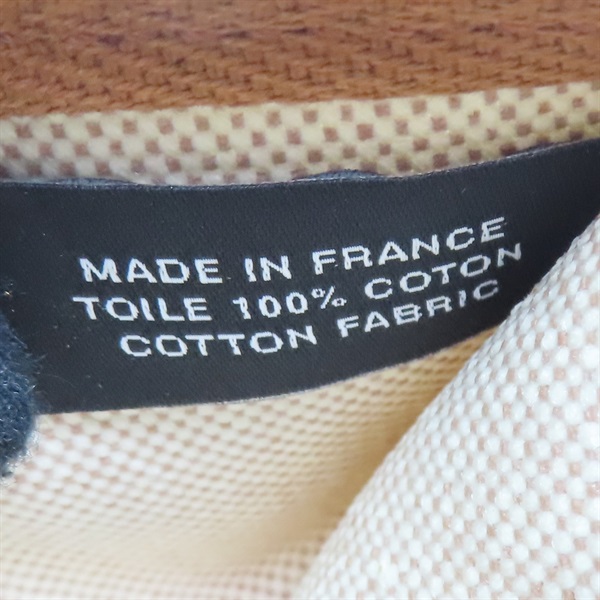 MADE IN FRANCE
TOILE 100% COTON
COTTON FABRIC